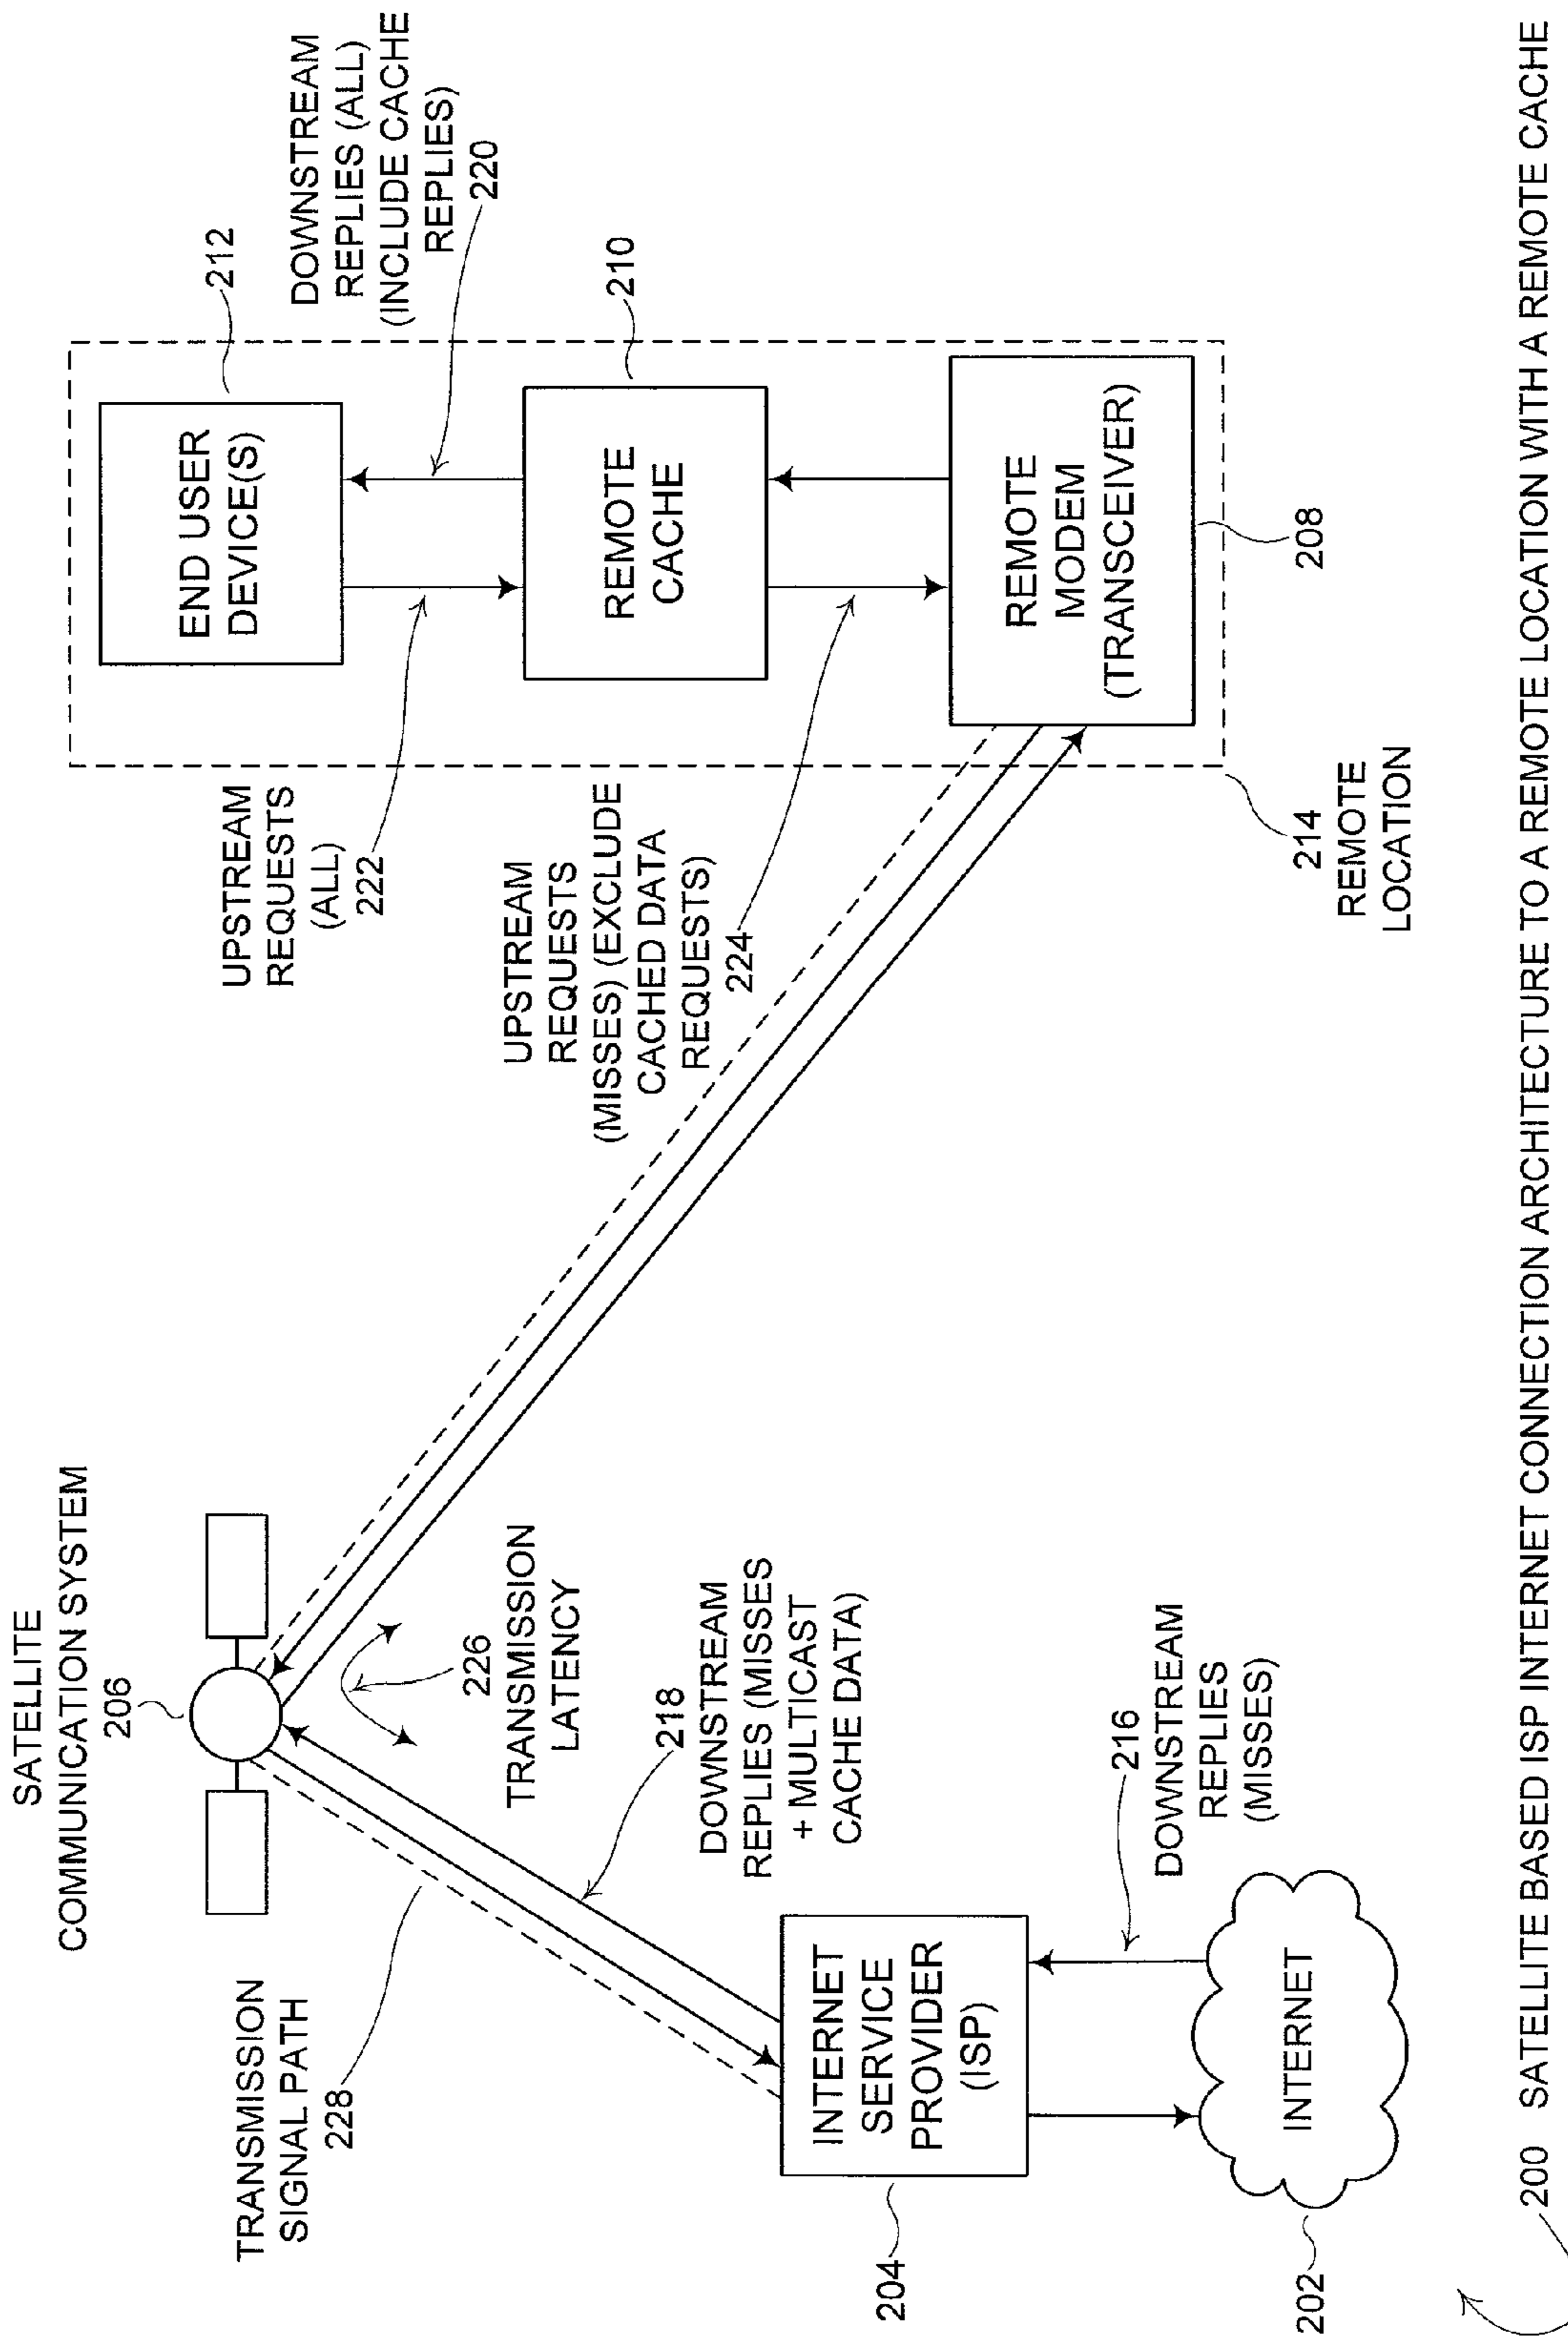 SATELLITE
COMMUNICATION SYSTEM
206
TRANSMISSION
SIGNAL PATH
228
226
TRANSMISSION
LATENCY
218
DOWNSTREAM
REPLIES (MISSES
+ MULTICAST
CACHE DATA)
INTERNET
SERVICE
PROVIDER
(ISP)
204
216
DOWNSTREAM
REPLIES
(MISSES)
INTERNET
202
UPSTREAM
REQUESTS
(ALL)
222
UPSTREAM
REQUESTS
(MISSES) (EXCLUDE
CACHED DATA
REQUESTS)
224
END USER
DEVICE(S)
212
DOWNSTREAM
REPLIES (ALL)
(INCLUDE CACHE
REPLIES)
220
REMOTE
CACHE
210
REMOTE
MODEM
(TRANSCEIVER)
208
214
REMOTE
LOCATION
200 SATELLITE BASED ISP INTERNET CONNECTION ARCHITECTURE TO A REMOTE LOCATION WITH A REMOTE CACHE